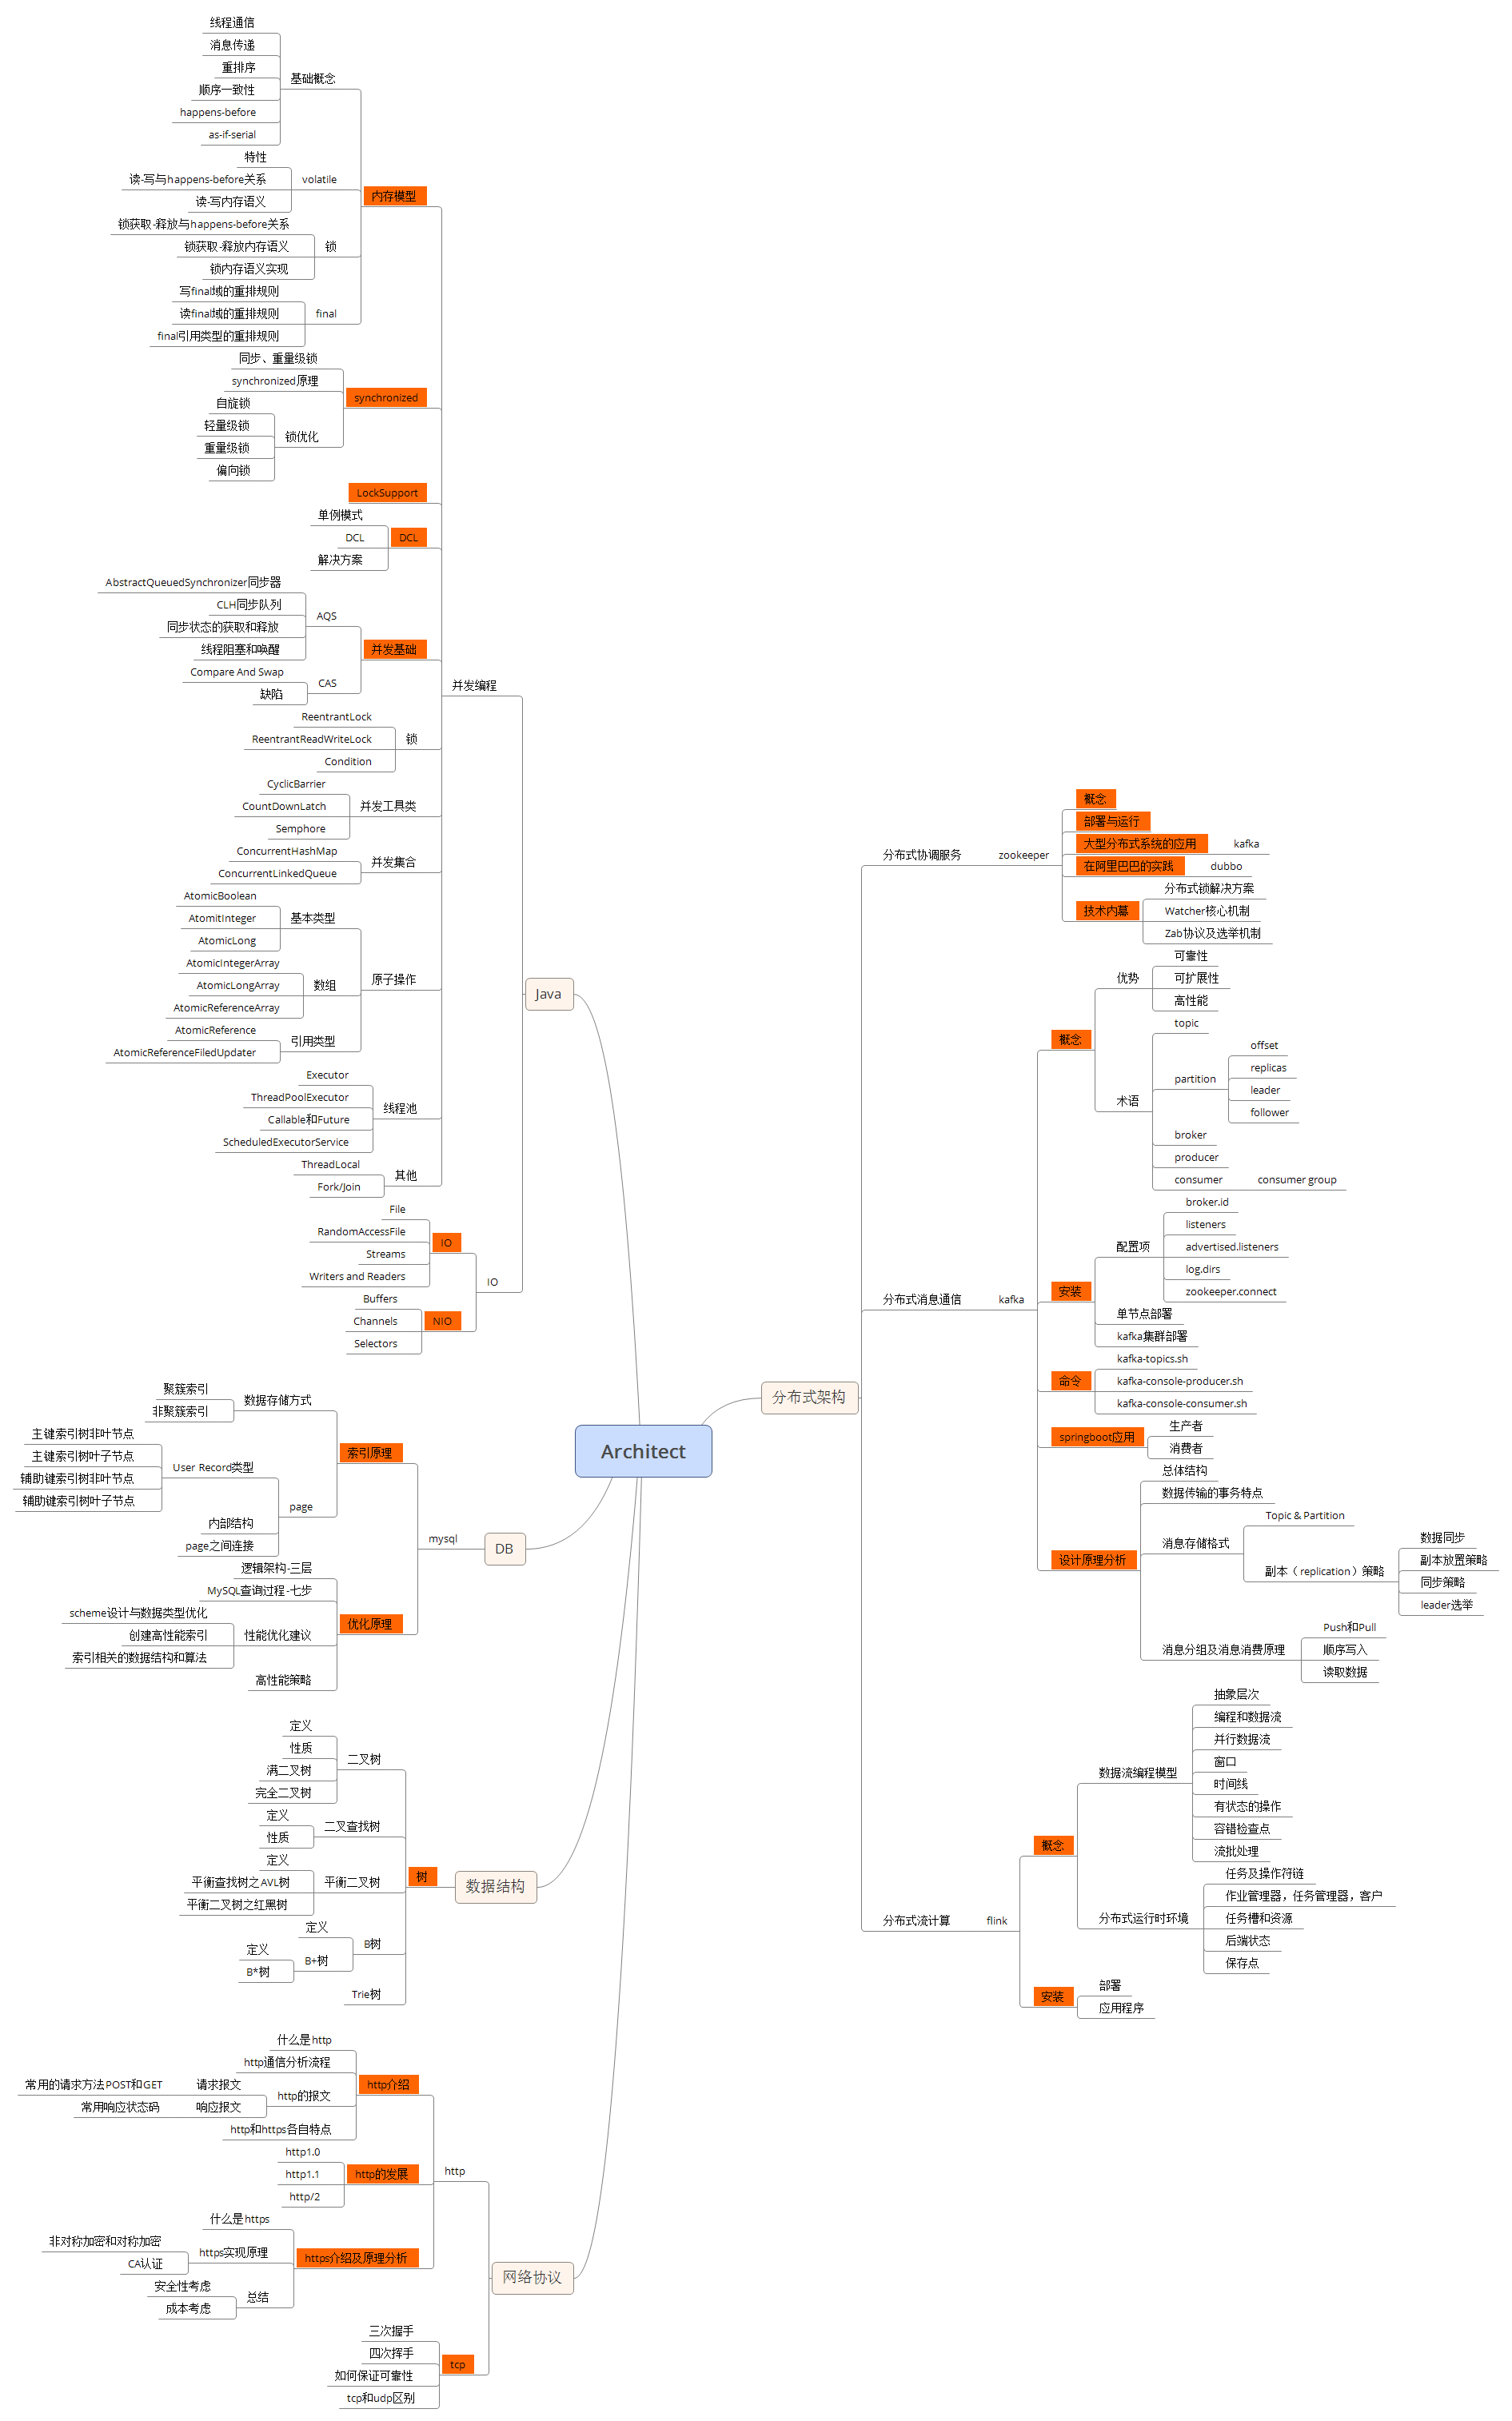 线程通信
消息传递
重排序
顺序一致性
happens-before
as-if-serial
基础概念
特性
读-写与happens-before关系
读-写内存语义
volatile
锁获取-释放与happens-before关系
锁获取-释放内存语义
锁内存语义实现
锁
写final域的重排规则
读final域的重排规则
final引用类型的重排规则
final
内存模型
同步、重量级锁
synchronized原理
自旋锁
轻量级锁
重量级锁
偏向锁
锁优化
synchronized
LockSupport
单例模式
DCL
解决方案
DCL
AbstractQueuedSynchronizer同步器
CLH同步队列
同步状态的获取和释放
线程阻塞和唤醒
AQS
Compare And Swap
缺陷
CAS
并发基础
ReentrantLock
ReentrantReadWriteLock
Condition
锁
CyclicBarrier
CountDownLatch
Semphore
并发工具类
ConcurrentHashMap
ConcurrentLinkedQueue
并发集合
AtomicBoolean
AtomitInteger
AtomicLong
基本类型
AtomicIntegerArray
AtomicLongArray
AtomicReferenceArray
数组
AtomicReference
AtomicReferenceFiledUpdater
引用类型
原子操作
Executor
ThreadPoolExecutor
Callable和Future
ScheduledExecutorService
线程池
ThreadLocal
Fork/Join
其他
并发编程
File
RandomAccessFile
Streams
Writers and Readers
IO
Buffers
Channels
Selectors
NIO
IO
Java
聚簇索引
非聚簇索引
数据存储方式
主键索引树非叶节点
主键索引树叶子节点
辅助键索引树非叶节点
辅助键索引树叶子节点
User Record类型
内部结构
page之间连接
page
索引原理
逻辑架构-三层
MySQL查询过程-七步
scheme设计与数据类型优化
创建高性能索引
索引相关的数据结构和算法
性能优化建议
高性能策略
优化原理
mysql
DB
定义
性质
满二叉树
完全二叉树
二叉树
定义
性质
二叉查找树
定义
平衡查找树之AVL树
平衡二叉树之红黑树
平衡二叉树
定义
定义
B*树
B+树
B树
Trie树
树
数据结构
什么是http
http通信分析流程
常用的请求方法POST和GET
请求报文
常用响应状态码
响应报文
http的报文
http和https各自特点
http介绍
http1.0
http1.1
http/2
http的发展
什么是https
非对称加密和对称加密
CA认证
https实现原理
安全性考虑
成本考虑
总结
https介绍及原理分析
http
三次握手
四次挥手
如何保证可靠性
tcp和udp区别
tcp
网络协议
Architect
分布式架构
分布式协调服务
zookeeper
概念
部署与运行
大型分布式系统的应用
kafka
在阿里巴巴的实践
dubbo
技术内幕
分布式锁解决方案
Watcher核心机制
Zab协议及选举机制
分布式消息通信
kafka
概念
优势
可靠性
可扩展性
高性能
术语
topic
partition
offset
replicas
leader
follower
broker
producer
consumer
consumer group
安装
配置项
broker.id
listeners
advertised.listeners
log.dirs
zookeeper.connect
单节点部署
kafka集群部署
命令
kafka-topics.sh
kafka-console-producer.sh
kafka-console-consumer.sh
springboot应用
生产者
消费者
设计原理分析
总体结构
数据传输的事务特点
消息存储格式
Topic & Partition
副本（replication）策略
数据同步
副本放置策略
同步策略
leader选举
消息分组及消息消费原理
Push和Pull
顺序写入
读取数据
分布式流计算
flink
概念
数据流编程模型
抽象层次
编程和数据流
并行数据流
窗口
时间线
有状态的操作
容错检查点
流批处理
分布式运行时环境
任务及操作符链
作业管理器，任务管理器，客户
任务槽和资源
后端状态
保存点
安装
部署
应用程序